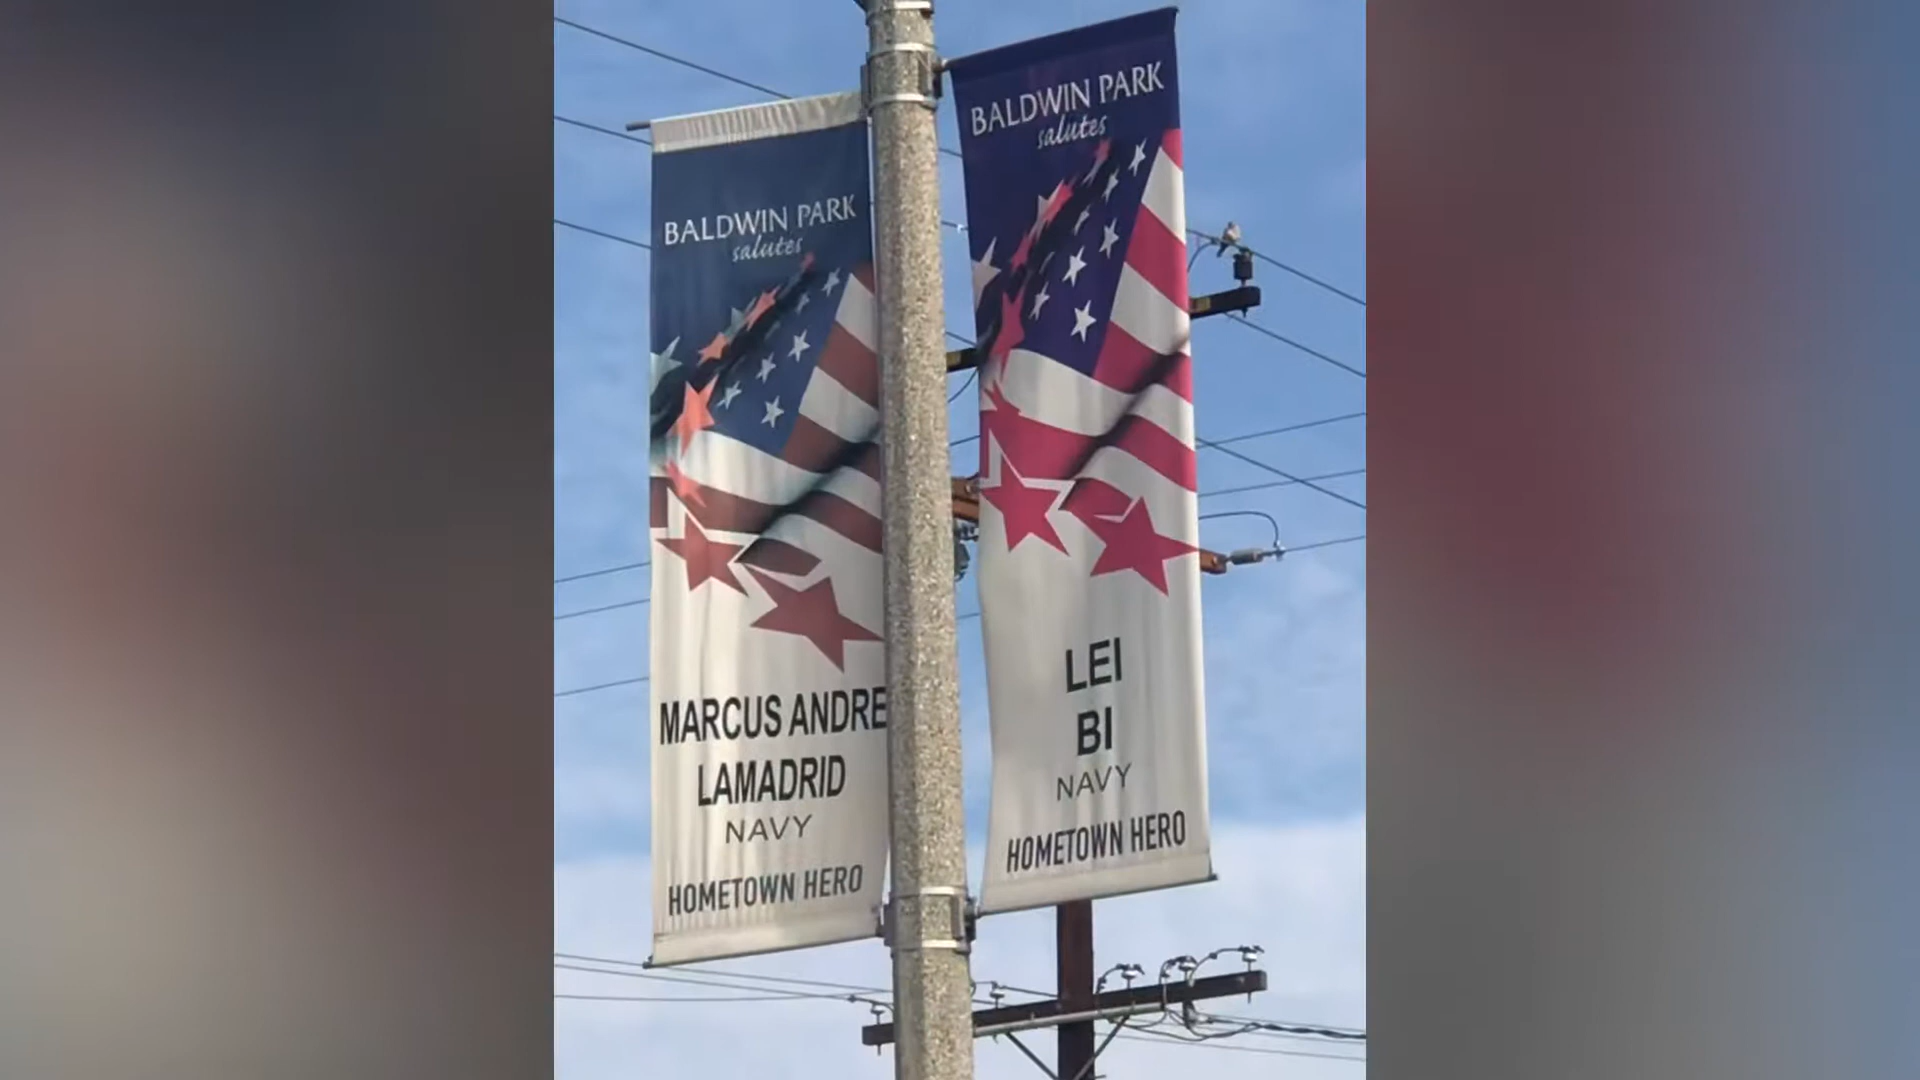 BALDWIN PARK
salutes
MARCUS ANDRE
LAMADRID
NAVY
HOMETOWN HERO
BALDWIN PARK
salutes
LEI
BI
NAVY
HOMETOWN HERO